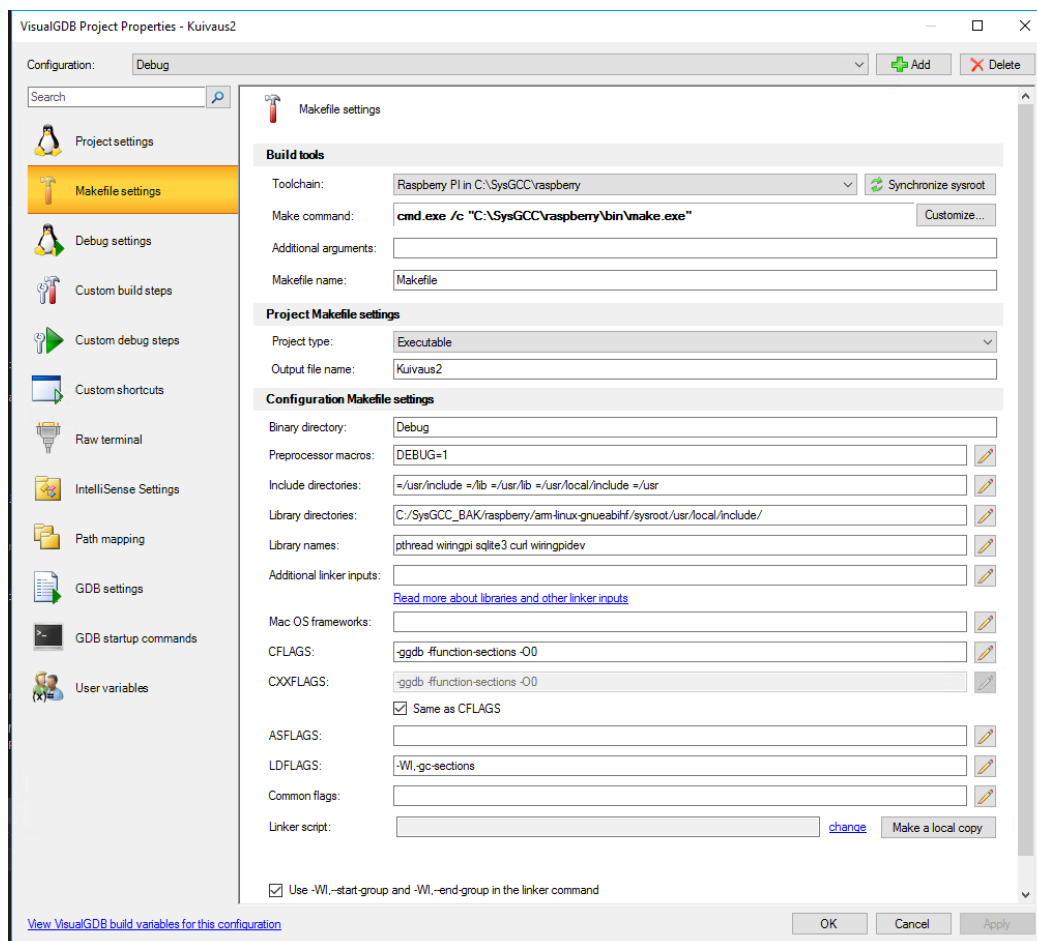 VisualGDB Project Properties - Kuivaus2
Configuration: Debug Add Delete
Search
Project settings
Makefile settings
Debug settings
Custom build steps
Custom debug steps
Custom shortcuts
Raw terminal
IntelliSense Settings
Path mapping
GDB settings
GDB startup commands
User variables
Makefile settings
Build tools
Toolchain: Raspberry PI in C:\SysGCC\raspberry Synchronize sysroot
Make command: cmd.exe /c "C:\SysGCC\raspberry\bin\make.exe" Customize...
Additional arguments:
Makefile name: Makefile
Project Makefile settings
Project type: Executable
Output file name: Kuivaus2
Configuration Makefile settings
Binary directory: Debug
Preprocessor macros: DEBUG=1
Include directories: =/usr/include =/lib =/usr/lib =/usr/local/include =/usr
Library directories: C:/SysGCC_BAK/raspberry/arm-linux-gnueabihf/sysroot/usr/local/include/
Library names: pthread wiringpi sqlite3 curl wiringpidev
Additional linker inputs:
Read more about libraries and other linker inputs
Mac OS frameworks:
CFLAGS: -ggdb -ffunction-sections -O0
CXXFLAGS: -ggdb -ffunction-sections -O0
Same as CFLAGS
ASFLAGS:
LDFLAGS: -Wl,-gc-sections
Common flags:
Linker script: change Make a local copy
Use -Wl,--start-group and -Wl,--end-group in the linker command
View VisualGDB build variables for this configuration OK Cancel Apply